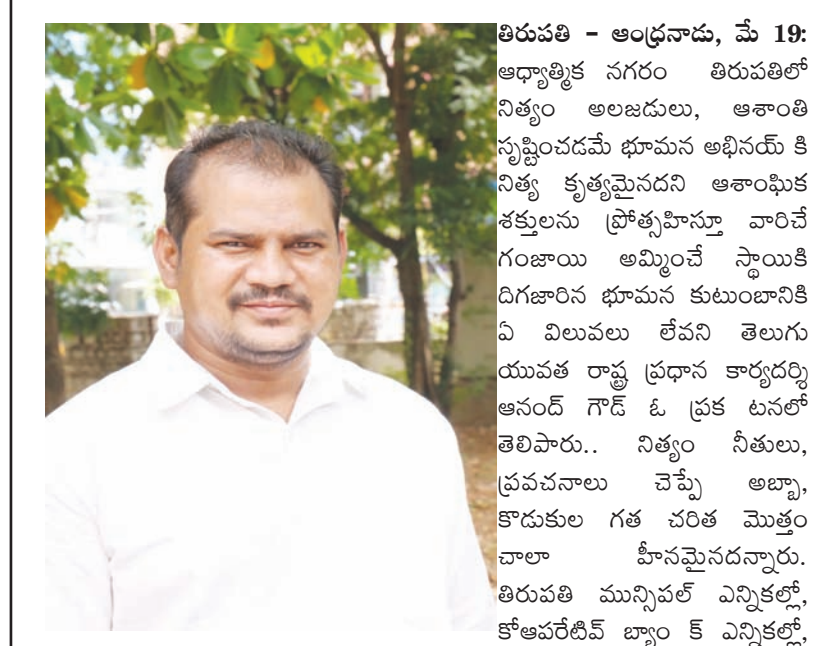 తిరుపతి - ఆంధ్రనాడు, మే 19:
ఆధ్యాత్మిక నగరం తిరుపతిలో
నిత్యం అలజడులు, ఆశాంతి
సృష్టించడమే భూమన అభినయ్ కి
నిత్య కృత్యమైనదని ఆశాంఘిక
శక్తులను ప్రోత్సహిస్తూ వారిచే
గంజాయి అమ్మించే స్థాయికి
దిగజారిన భూమన కుటుంబానికి
ఏ విలువలు లేవని తెలుగు
యువత రాష్ట్ర ప్రధాన కార్యదర్శి
ఆనంద్ గౌడ్ ఓ ప్రక టనలో
తెలిపారు.. నిత్యం నీతులు,
ప్రవచనాలు చెప్పే అబ్బా,
కొడుకుల గత చరిత మొత్తం
చాలా హీనమైనదన్నారు.
తిరుపతి మున్సిపల్ ఎన్నికల్లో,
కోఆపరేటివ్ బ్యాం క్ ఎన్నికల్లో,